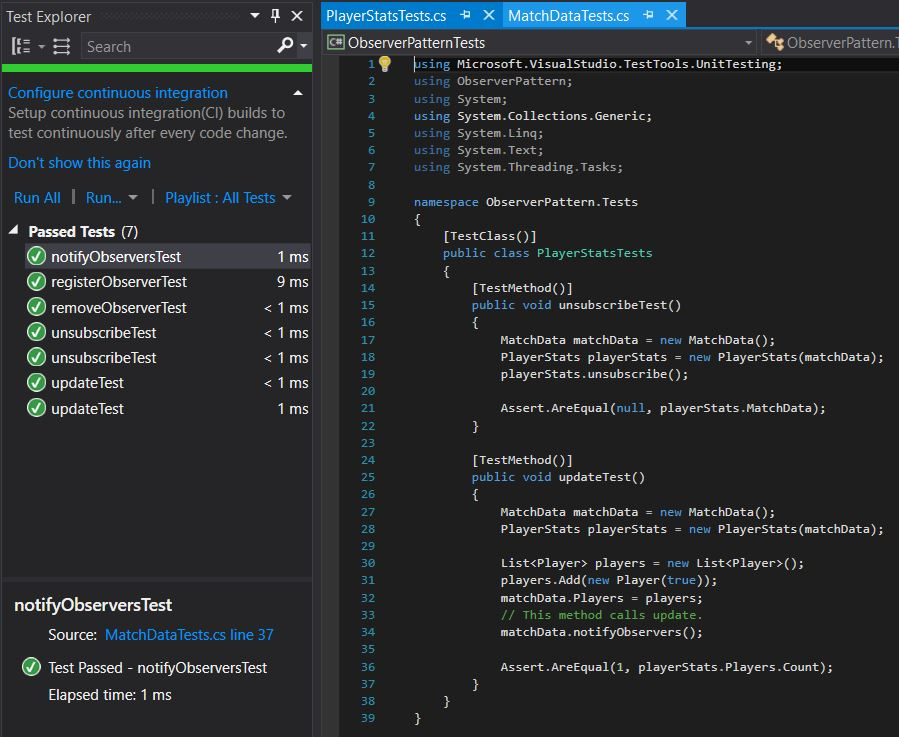 Test Explorer
Search
Configure continuous integration
Setup continuous integration(CI) builds to
test continuously after every code change.
Don't show this again
Run All | Run... | Playlist : All Tests
Passed Tests (7)
notifyObserversTest 1 ms
registerObserverTest 9 ms
removeObserverTest < 1 ms
unsubscribeTest < 1 ms
unsubscribeTest < 1 ms
updateTest < 1 ms
updateTest 1 ms
notifyObserversTest
Source: MatchDataTests.cs line 37
Test Passed - notifyObserversTest
Elapsed time: 1 ms
PlayerStatsTests.cs MatchDataTests.cs
C# ObserverPatternTests ObserverPattern.T
1 using Microsoft.VisualStudio.TestTools.UnitTesting;
2 using ObserverPattern;
3 using System;
4 using System.Collections.Generic;
5 using System.Linq;
6 using System.Text;
7 using System.Threading.Tasks;
8
9 namespace ObserverPattern.Tests
10 {
11 [TestClass()]
12 public class PlayerStatsTests
13 {
14 [TestMethod()]
15 public void unsubscribeTest()
16 {
17 MatchData matchData = new MatchData();
18 PlayerStats playerStats = new PlayerStats(matchData);
19 playerStats.unsubscribe();
20
21 Assert.AreEqual(null, playerStats.MatchData);
22 }
23
24 [TestMethod()]
25 public void updateTest()
26 {
27 MatchData matchData = new MatchData();
28 PlayerStats playerStats = new PlayerStats(matchData);
29
30 List<Player> players = new List<Player>();
31 players.Add(new Player(true));
32 matchData.Players = players;
33 // This method calls update.
34 matchData.notifyObservers();
35
36 Assert.AreEqual(1, playerStats.Players.Count);
37 }
38 }
39 }